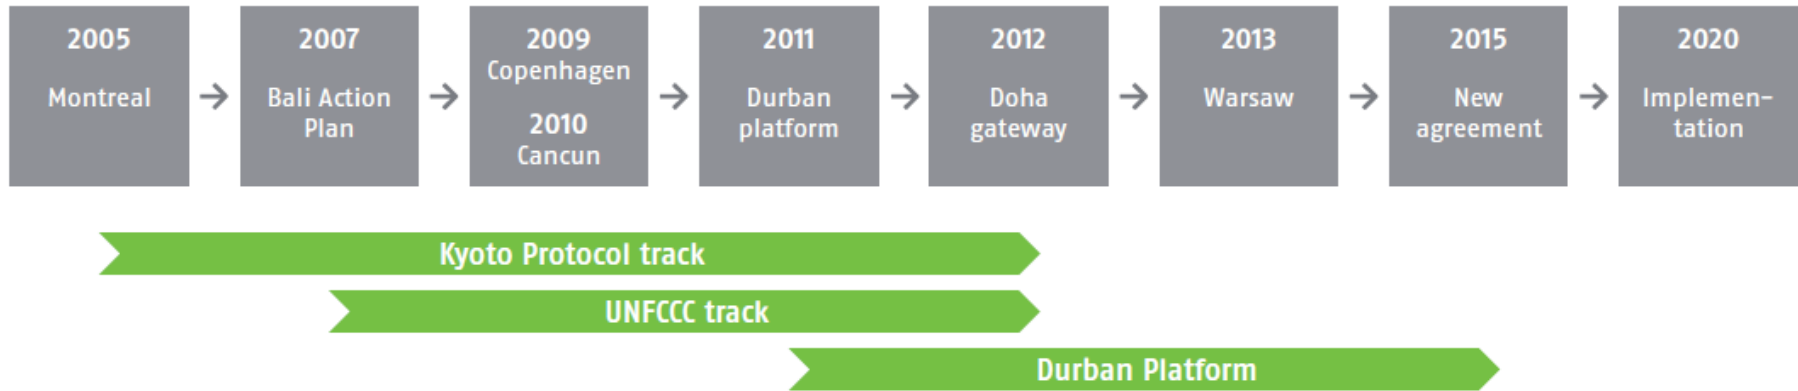 2005
Montreal
2007
Bali Action
Plan
2009
Copenhagen
2010
Cancun
2011
Durban
platform
2012
Doha
gateway
2013
Warsaw
2015
New
agreement
2020
Implemen-
tation
Kyoto Protocol track
UNFCCC track
Durban Platform